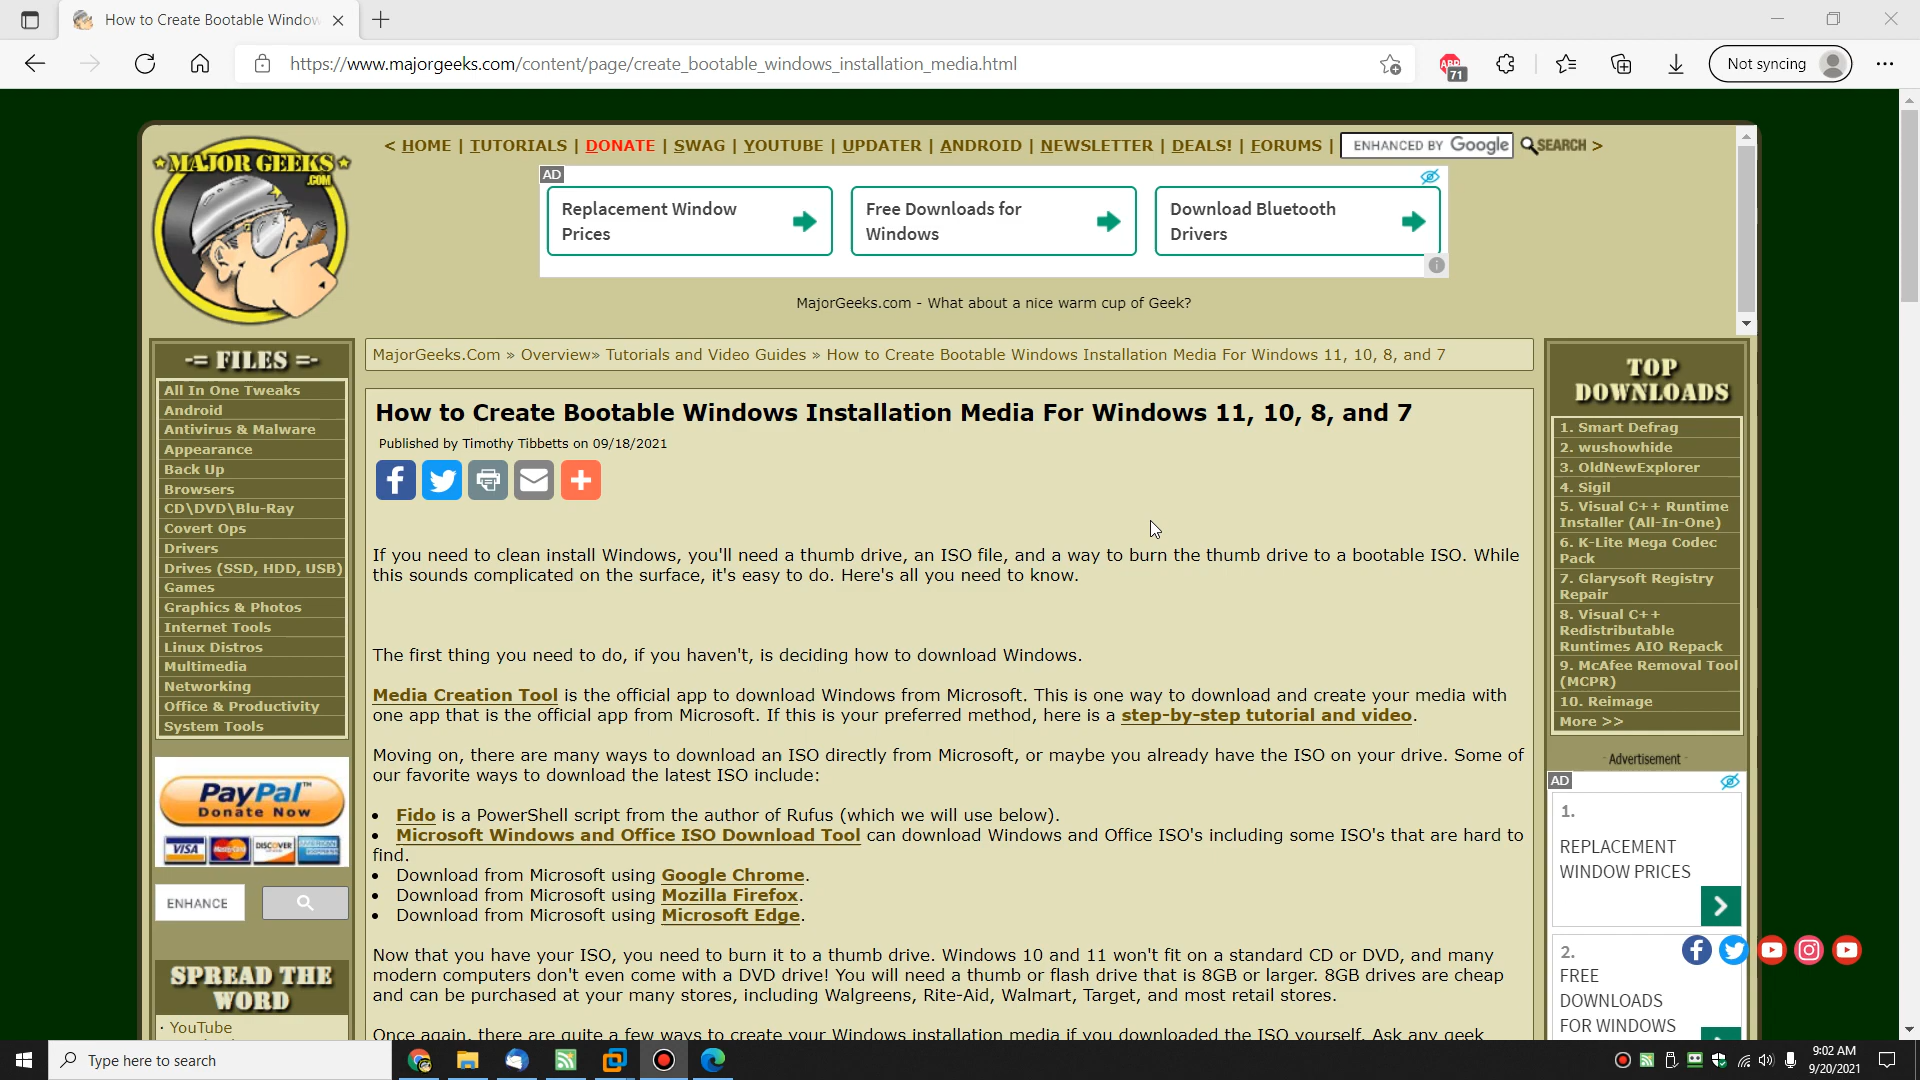 How to Create Bootable Window
https://www.majorgeeks.com/content/page/create_bootable_windows_installation_media.html
ABP
71
Not syncing
MAJOR GEEKS
.COM
< HOME | TUTORIALS | DONATE | SWAG | YOUTUBE | UPDATER | ANDROID | NEWSLETTER | DEALS! | FORUMS | ENHANCED BY Google SEARCH >
AD
Replacement Window
Prices
Free Downloads for
Windows
Download Bluetooth
Drivers
MajorGeeks.com - What about a nice warm cup of Geek?
-= FILES =-
All In One Tweaks
Android
Antivirus & Malware
Appearance
Back Up
Browsers
CD\DVD\Blu-Ray
Covert Ops
Drivers
Drives (SSD, HDD, USB)
Games
Graphics & Photos
Internet Tools
Linux Distros
Multimedia
Networking
Office & Productivity
System Tools
PayPal™
Donate Now
VISA
MasterCard
DISCOVER
ENHANCE
SPREAD THE
WORD
· YouTube
MajorGeeks.Com » Overview» Tutorials and Video Guides » How to Create Bootable Windows Installation Media For Windows 11, 10, 8, and 7
How to Create Bootable Windows Installation Media For Windows 11, 10, 8, and 7
Published by Timothy Tibbetts on 09/18/2021
If you need to clean install Windows, you'll need a thumb drive, an ISO file, and a way to burn the thumb drive to a bootable ISO. While
this sounds complicated on the surface, it's easy to do. Here's all you need to know.
The first thing you need to do, if you haven't, is deciding how to download Windows.
Media Creation Tool is the official app to download Windows from Microsoft. This is one way to download and create your media with
one app that is the official app from Microsoft. If this is your preferred method, here is a step-by-step tutorial and video.
Moving on, there are many ways to download an ISO directly from Microsoft, or maybe you already have the ISO on your drive. Some of
our favorite ways to download the latest ISO include:
• Fido is a PowerShell script from the author of Rufus (which we will use below).
• Microsoft Windows and Office ISO Download Tool can download Windows and Office ISO's including some ISO's that are hard to
find.
• Download from Microsoft using Google Chrome.
• Download from Microsoft using Mozilla Firefox.
• Download from Microsoft using Microsoft Edge.
Now that you have your ISO, you need to burn it to a thumb drive. Windows 10 and 11 won't fit on a standard CD or DVD, and many
modern computers don't even come with a DVD drive! You will need a thumb or flash drive that is 8GB or larger. 8GB drives are cheap
and can be purchased at your many stores, including Walgreens, Rite-Aid, Walmart, Target, and most retail stores.
Once again, there are quite a few ways to create your Windows installation media if you downloaded the ISO yourself. Ask any geek
TOP
DOWNLOADS
1. Smart Defrag
2. wushowhide
3. OldNewExplorer
4. Sigil
5. Visual C++ Runtime
Installer (All-In-One)
6. K-Lite Mega Codec
Pack
7. Glarysoft Registry
Repair
8. Visual C++
Redistributable
Runtimes AIO Repack
9. McAfee Removal Tool
(MCPR)
10. Reimage
More >>
- Advertisement -
AD
1.
REPLACEMENT
WINDOW PRICES
2.
FREE
DOWNLOADS
FOR WINDOWS
Type here to search
9:02 AM
9/20/2021